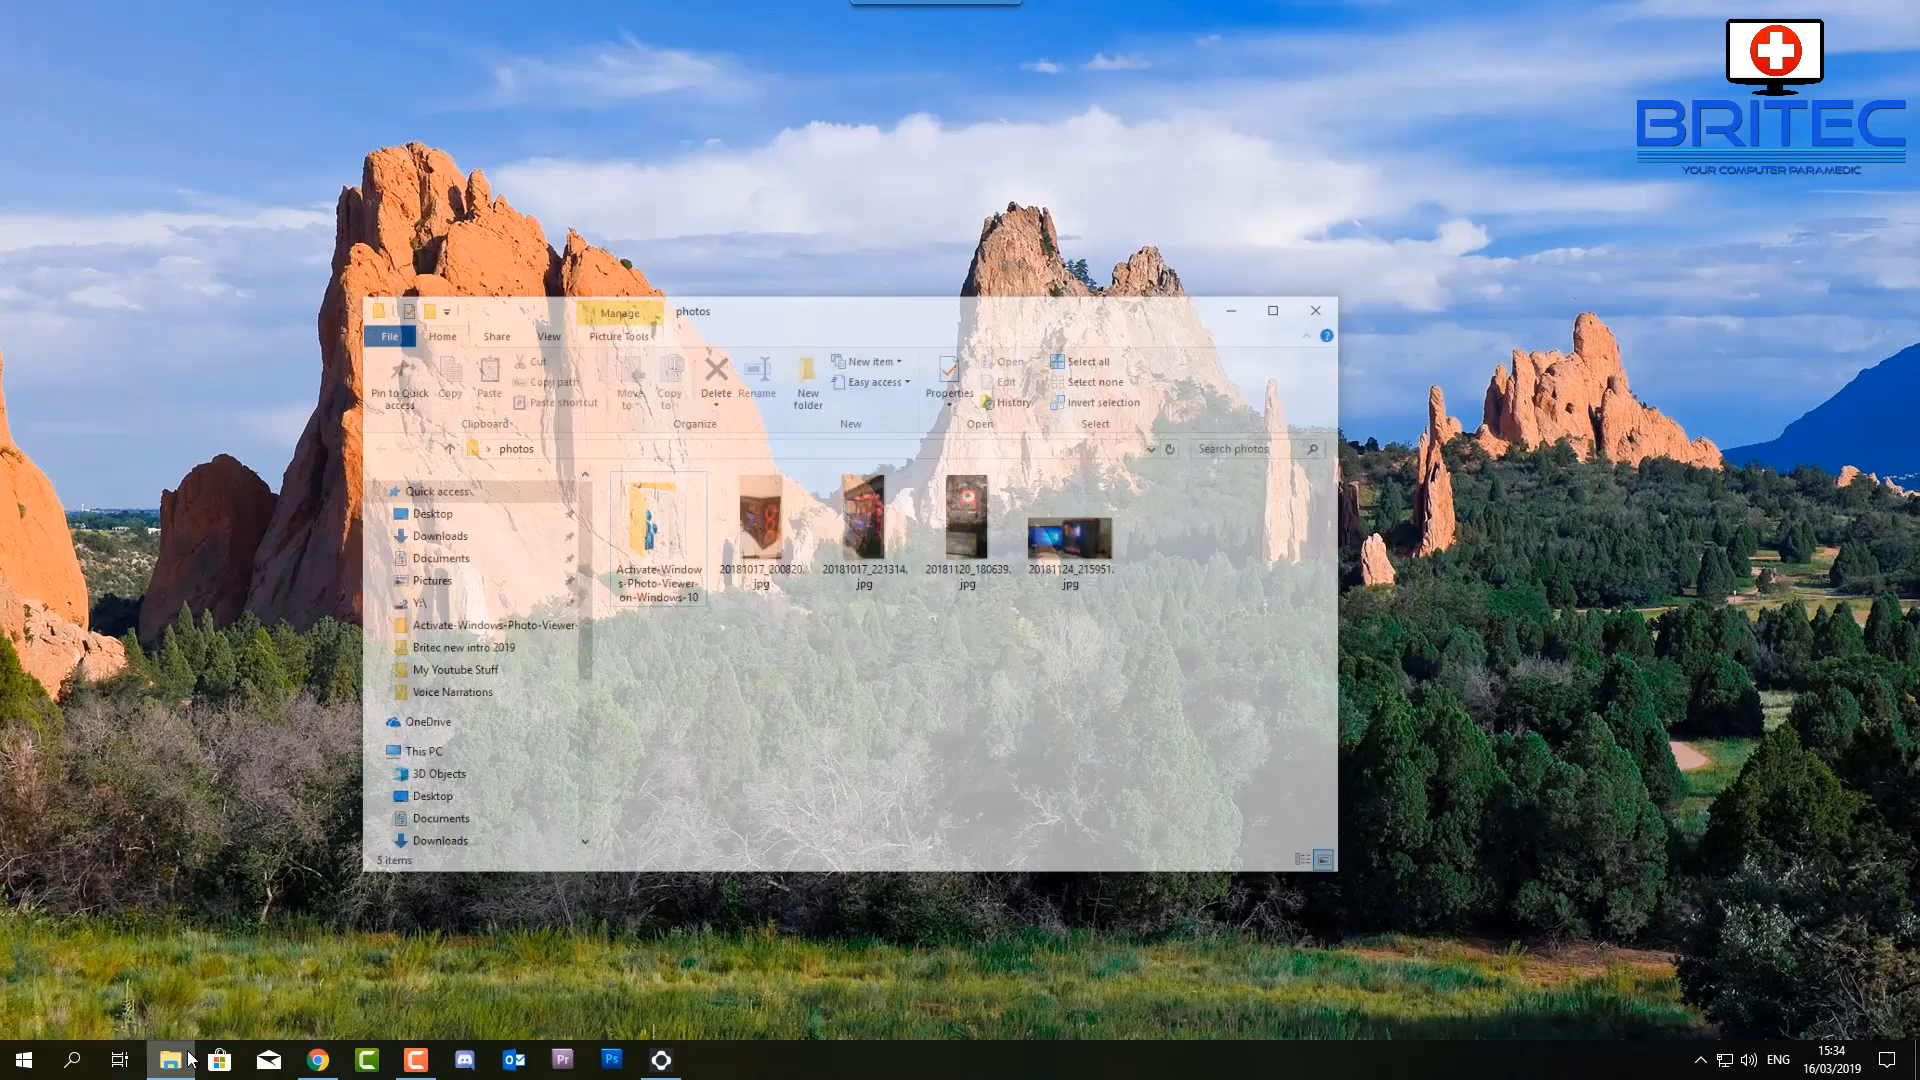 BRITEC
YOUR COMPUTER PARAMEDIC
Manage
photos
File
Home
Share
View
Picture Tools
Pin to Quick access
Copy
Paste
Cut
Copy path
Paste shortcut
Clipboard
Move to
Copy to
Delete
Rename
Organize
New folder
New item
Easy access
New
Properties
Open
Edit
History
Open
Select all
Select none
Invert selection
Select
photos
Search photos
Quick access
Desktop
Downloads
Documents
Pictures
Y:\
Activate-Windows-Photo-Viewer-
Britec new intro 2019
My Youtube Stuff
Voice Narrations
OneDrive
This PC
3D Objects
Desktop
Documents
Downloads
Activate-Window
s-Photo-Viewer-
on-Windows-10
20181017_200820.
jpg
20181017_221314.
jpg
20181120_180639.
jpg
20181124_215951.
jpg
5 items
Pr
Ps
ENG
15:34
16/03/2019